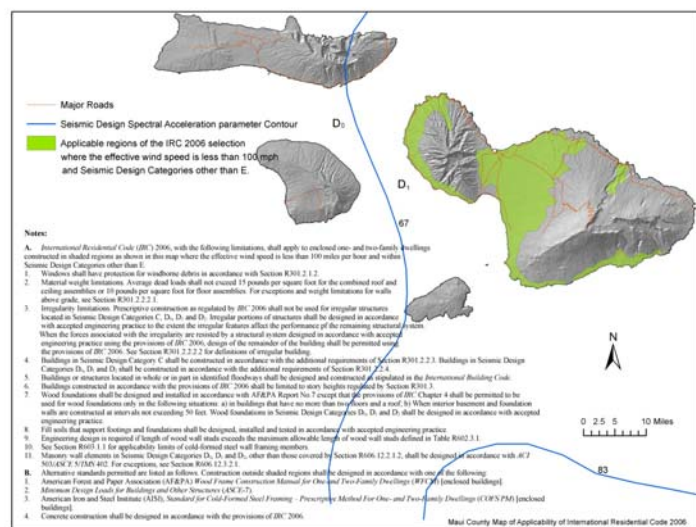 Major Roads
Seismic Design Spectral Acceleration parameter Contour
Applicable regions of the IRC 2006 selection
where the effective wind speed is less than 100 mph
and Seismic Design Categories other than E.
D₀
D₁
67
Notes:
A. International Residential Code (IRC) 2006, with the following limitations, shall apply to enclosed one- and two-family dwellings
constructed in shaded regions as shown in this map where the effective wind speed is less than 100 miles per hour and within
Seismic Design Categories other than E.
1. Windows shall have protection for windborne debris in accordance with Section R301.2.1.2.
2. Material weight limitations. Average dead loads shall not exceed 15 pounds per square foot for the combined roof and
ceiling assemblies or 10 pounds per square foot for floor assemblies. For exceptions and weight limitations for walls
above grade, see Section R301.2.2.2.1.
3. Irregularity limitations. Prescriptive construction as regulated by IRC 2006 shall not be used for irregular structures
located in Seismic Design Categories C, D₀, D₁ and D₂. Irregular portions of structures shall be designed in accordance
with accepted engineering practice to the extent the irregular features affect the performance of the remaining structural system.
When the forces associated with the irregularity are resisted by a structural system designed in accordance with accepted
engineering practice using the provisions of IRC 2006, design of the remainder of the building shall be permitted using
the provisions of IRC 2006. See Section R301.2.2.2.2 for definitions of irregular building.
4. Buildings in Seismic Design Category C shall be constructed in accordance with the additional requirements of Section R301.2.2.3. Buildings in Seismic Design
Categories D₀, D₁ and D₂ shall be constructed in accordance with the additional requirements of Section R301.2.2.4.
5. Buildings or structures located in whole or in part in identified floodways shall be designed and constructed as stipulated in the International Building Code.
6. Buildings constructed in accordance with the provisions of IRC 2006 shall be limited to story heights regulated by Section R301.3.
7. Wood foundations shall be designed and installed in accordance with AF&PA Report No.7 except that the provisions of IRC Chapter 4 shall be permitted to be
used for wood foundations only in the following situations: a) in buildings that have no more than two floors and a roof; b) When interior basement and foundation
walls are constructed at intervals not exceeding 50 feet. Wood foundations in Seismic Design Categories D₀, D₁ and D₂ shall be designed in accordance with accepted
engineering practice.
8. Fill soils that support footings and foundations shall be designed, installed and tested in accordance with accepted engineering practice.
9. Engineering design is required if length of wood wall studs exceeds the maximum allowable length of wood wall studs defined in Table R602.3.1.
10. See Section R603.1.1 for applicability limits of cold-formed steel wall framing members.
11. Masonry wall elements in Seismic Design Categories D₀, D₁ and D₂, other than those covered by Section R606.12.2.1.2, shall be designed in accordance with ACI
503/ASCE 5/TMS 402. For exceptions, see Section R606.12.3.2.1.
B. Alternative standards permitted are listed as follows. Construction outside shaded regions shall be designed in accordance with one of the following:
1. American Forest and Paper Association (AF&PA) Wood Frame Construction Manual for One- and Two-Family Dwellings (WFCM) [enclosed buildings].
2. Minimum Design Loads for Buildings and Other Structures (ASCE-7).
3. American Iron and Steel Institute (AISI), Standard for Cold-Formed Steel Framing – Prescriptive Method For One- and Two-Family Dwellings (COFS PM) [enclosed
buildings].
4. Concrete construction shall be designed in accordance with the provisions of IRC 2006.
N
0 2.5 5 10 Miles
83
Maui County Map of Applicability of International Residential Code 2006